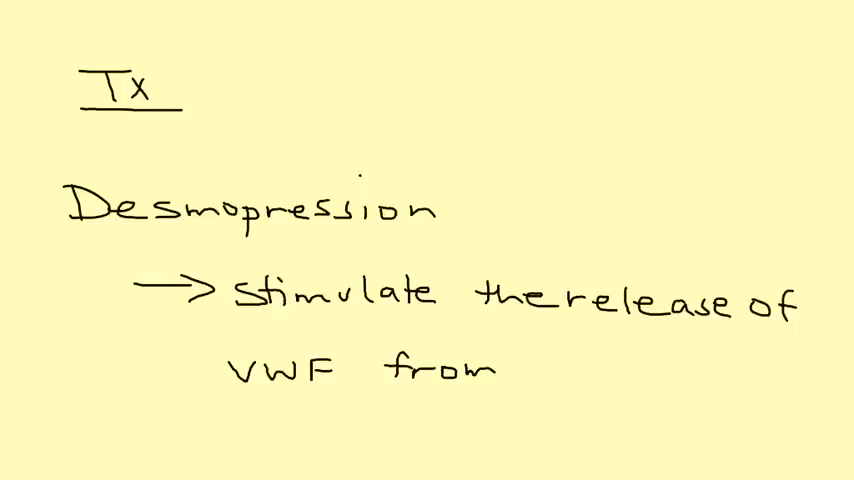 Tx
Desmopression
→ stimulate the release of
VWF from